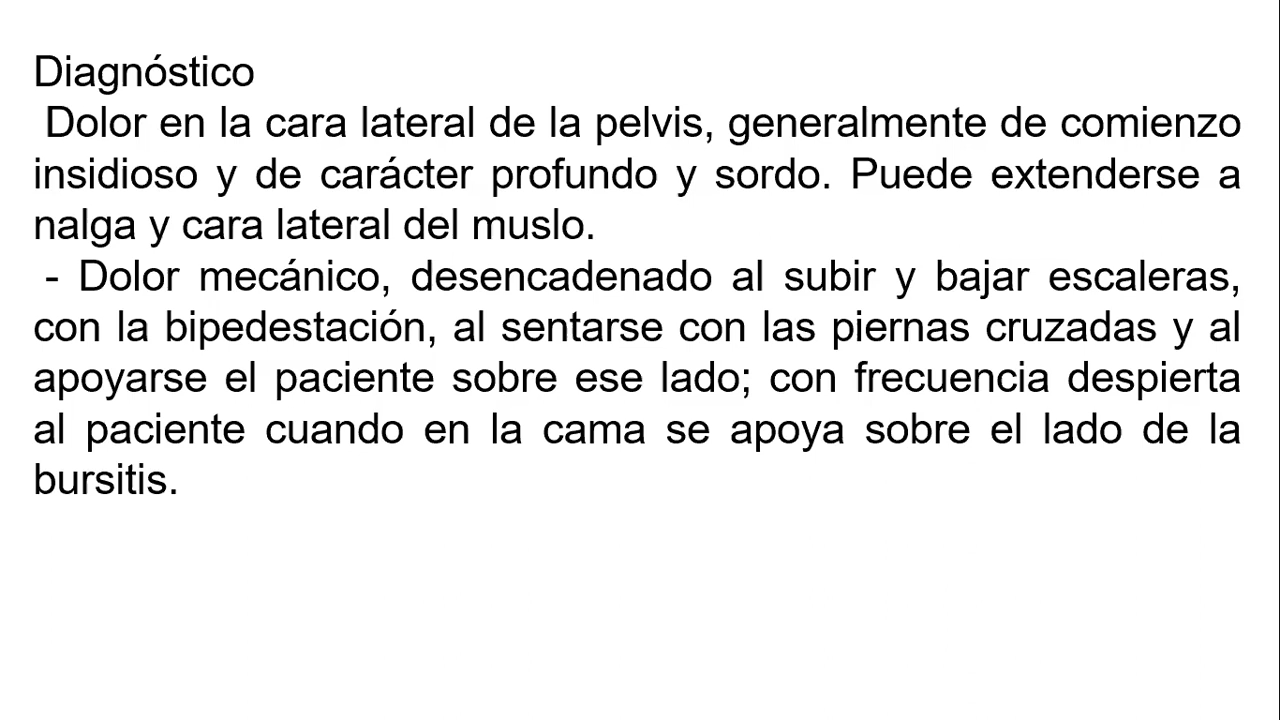 Diagnóstico
Dolor en la cara lateral de la pelvis, generalmente de comienzo
insidioso y de carácter profundo y sordo. Puede extenderse a
nalga y cara lateral del muslo.
- Dolor mecánico, desencadenado al subir y bajar escaleras,
con la bipedestación, al sentarse con las piernas cruzadas y al
apoyarse el paciente sobre ese lado; con frecuencia despierta
al paciente cuando en la cama se apoya sobre el lado de la
bursitis.